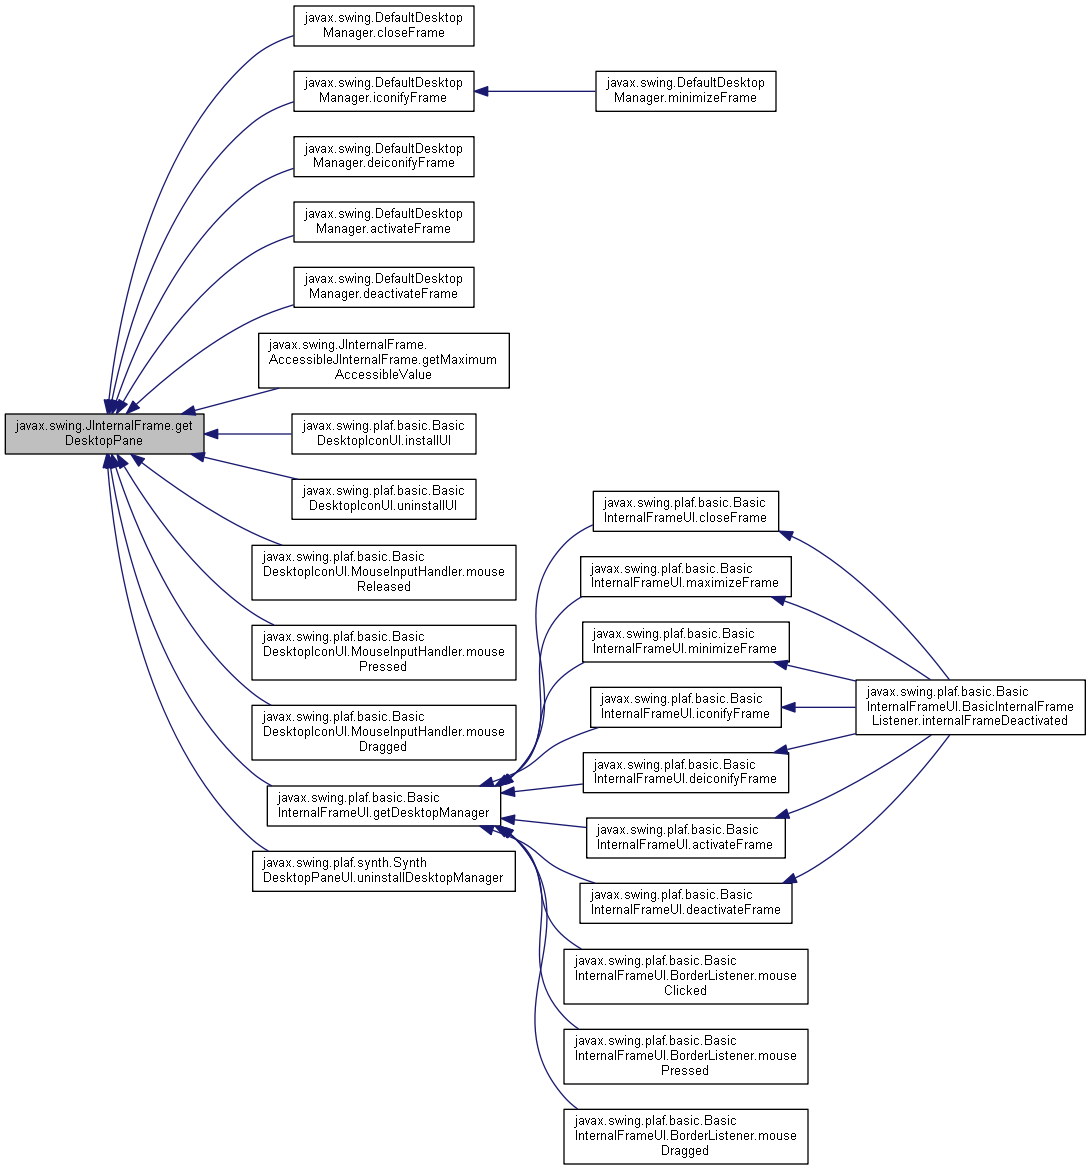 javax.swing.DefaultDesktop
Manager.closeFrame
javax.swing.DefaultDesktop
Manager.iconifyFrame
javax.swing.DefaultDesktop
Manager.minimizeFrame
javax.swing.DefaultDesktop
Manager.deiconifyFrame
javax.swing.DefaultDesktop
Manager.activateFrame
javax.swing.DefaultDesktop
Manager.deactivateFrame
javax.swing.JInternalFrame.
AccessibleJInternalFrame.getMaximum
AccessibleValue
javax.swing.JInternalFrame.get
DesktopPane
javax.swing.plaf.basic.Basic
DesktopIconUI.installUI
javax.swing.plaf.basic.Basic
DesktopIconUI.uninstallUI
javax.swing.plaf.basic.Basic
DesktopIconUI.MouseInputHandler.mouse
Released
javax.swing.plaf.basic.Basic
DesktopIconUI.MouseInputHandler.mouse
Pressed
javax.swing.plaf.basic.Basic
DesktopIconUI.MouseInputHandler.mouse
Dragged
javax.swing.plaf.basic.Basic
InternalFrameUI.getDesktopManager
javax.swing.plaf.synth.Synth
DesktopPaneUI.uninstallDesktopManager
javax.swing.plaf.basic.Basic
InternalFrameUI.closeFrame
javax.swing.plaf.basic.Basic
InternalFrameUI.maximizeFrame
javax.swing.plaf.basic.Basic
InternalFrameUI.minimizeFrame
javax.swing.plaf.basic.Basic
InternalFrameUI.iconifyFrame
javax.swing.plaf.basic.Basic
InternalFrameUI.deiconifyFrame
javax.swing.plaf.basic.Basic
InternalFrameUI.activateFrame
javax.swing.plaf.basic.Basic
InternalFrameUI.deactivateFrame
javax.swing.plaf.basic.Basic
InternalFrameUI.BorderListener.mouse
Clicked
javax.swing.plaf.basic.Basic
InternalFrameUI.BorderListener.mouse
Pressed
javax.swing.plaf.basic.Basic
InternalFrameUI.BorderListener.mouse
Dragged
javax.swing.plaf.basic.Basic
InternalFrameUI.BasicInternalFrame
Listener.internalFrameDeactivated